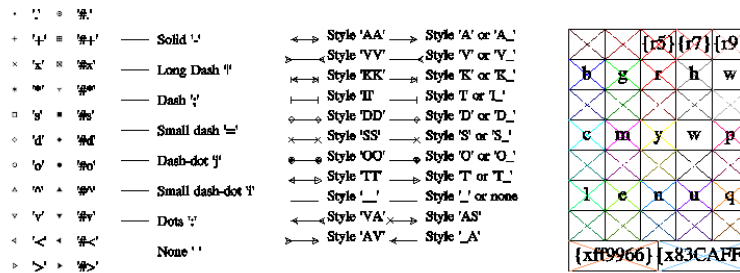 '.' '#.'
'+' '#+'
'x' '#x'
'*' '#*'
's' '#s'
'd' '#d'
'o' '#o'
'^' '#^'
'v' '#v'
'<' '#<'
'>' '#>'
Solid '-'
Long Dash '|'
Dash ';'
Small dash '='
Dash-dot 'j'
Small dash-dot 'i'
Dots ':'
None ' '
Style 'AA' Style 'A' or 'A_'
Style 'VV' Style 'V' or 'V_'
Style 'KK' Style 'K' or 'K_'
Style 'II' Style 'I' or 'I_'
Style 'DD' Style 'D' or 'D_'
Style 'SS' Style 'S' or 'S_'
Style 'OO' Style 'O' or 'O_'
Style 'TT' Style 'T' or 'T_'
Style '__' Style '_' or none
Style 'VA' Style 'AS'
Style 'AV' Style '_A'
{r5} {r7} {r9
b g r h w
c m y w p
l e n u q
{xff9966} {x83CAFF